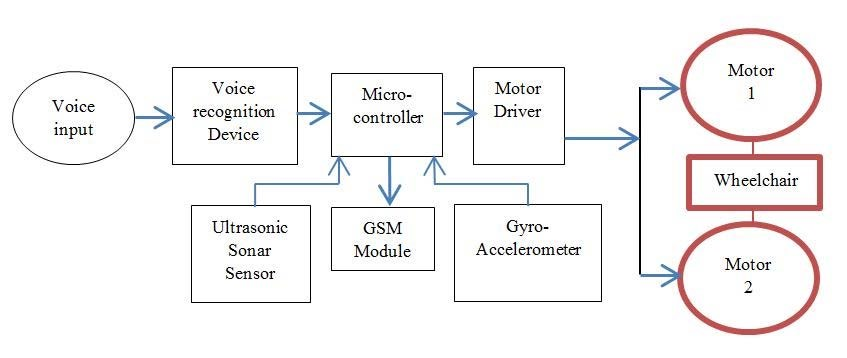 Voice
input
Voice
recognition
Device
Micro-
controller
Motor
Driver
Motor
1
Wheelchair
Ultrasonic
Sonar
Sensor
GSM
Module
Gyro-
Accelerometer
Motor
2